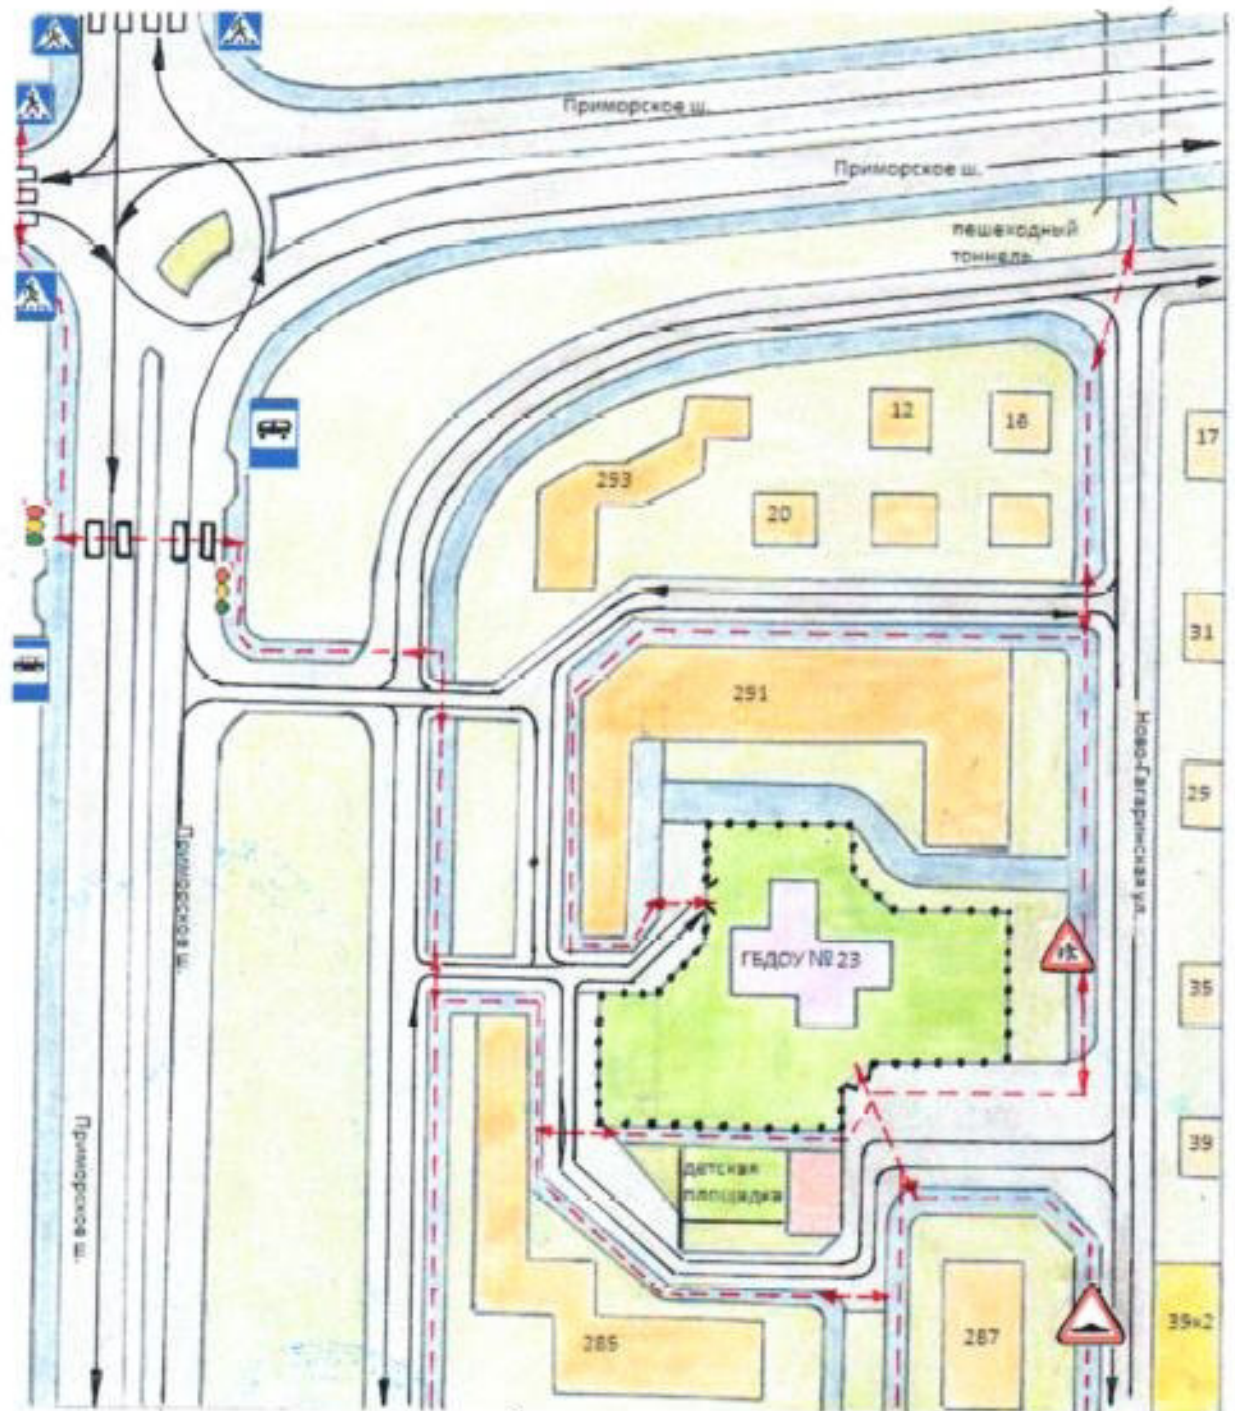 Приморское ш.
Приморское ш.
пешеходный
тоннель
12
16
17
293
20
31
291
29
Ново-Гагаринская ул.
Приморское ш.
ГБДОУ № 23
35
Приморское ш.
39
детская
площадка
285
287
39к2